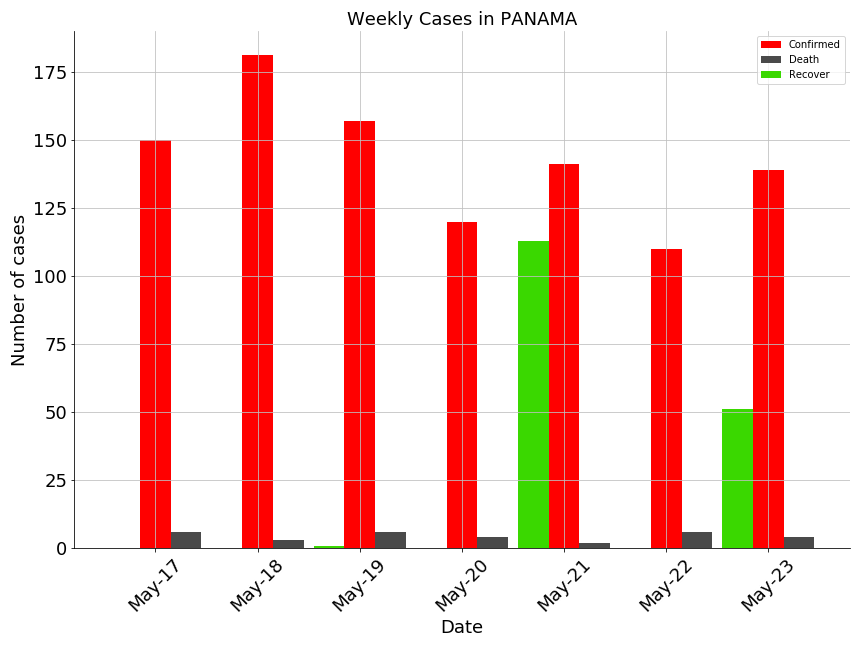 Weekly Cases in PANAMA
Confirmed
Death
Recover
Number of cases
175
150
125
100
75
50
25
0
May-17
May-18
May-19
May-20
May-21
May-22
May-23
Date